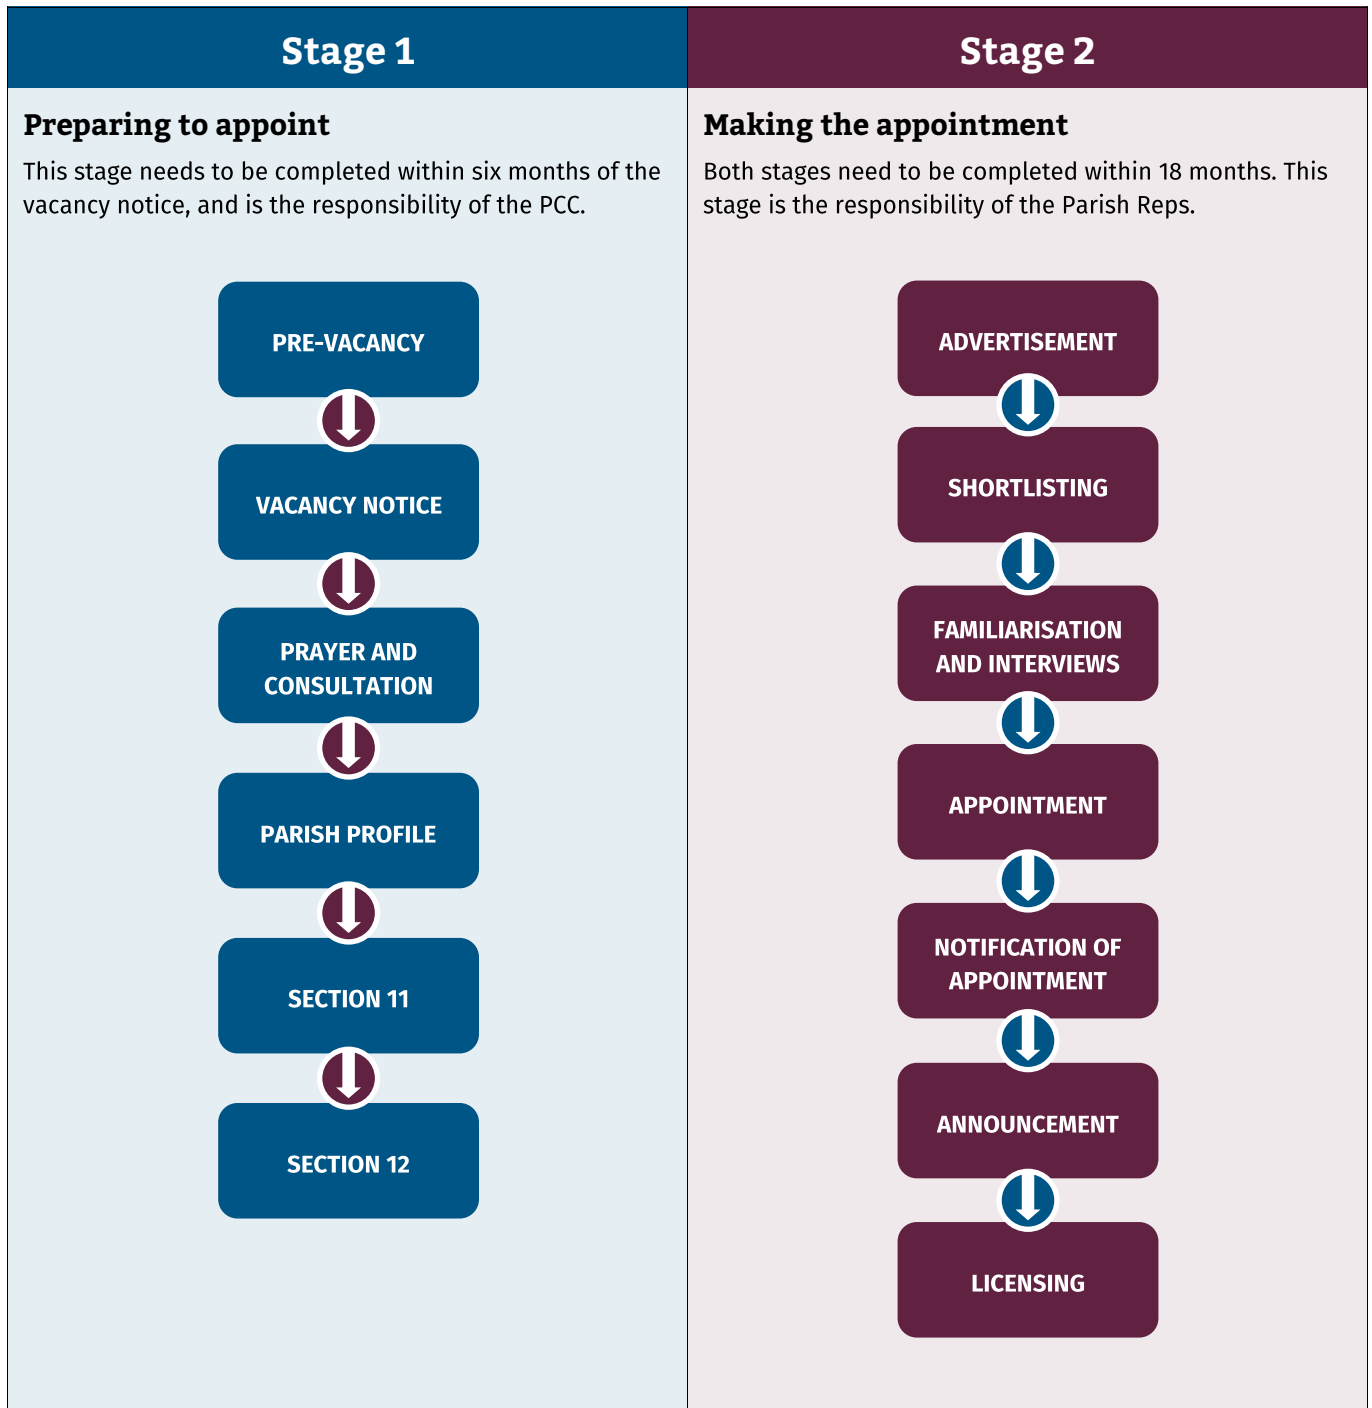 Stage 1
Preparing to appoint
This stage needs to be completed within six months of the
vacancy notice, and is the responsibility of the PCC.
PRE-VACANCY
VACANCY NOTICE
PRAYER AND
CONSULTATION
PARISH PROFILE
SECTION 11
SECTION 12
Stage 2
Making the appointment
Both stages need to be completed within 18 months. This
stage is the responsibility of the Parish Reps.
ADVERTISEMENT
SHORTLISTING
FAMILIARISATION
AND INTERVIEWS
APPOINTMENT
NOTIFICATION OF
APPOINTMENT
ANNOUNCEMENT
LICENSING